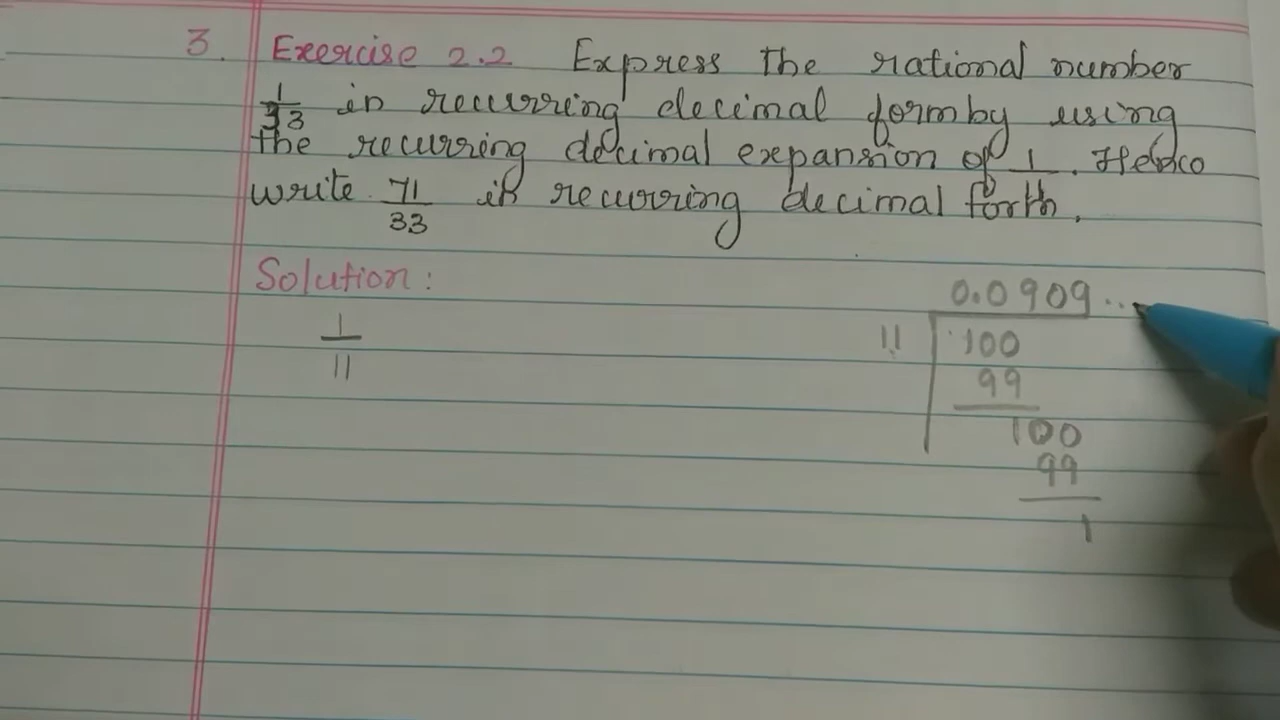 3. Exercise 2.2 Express the rational number
1/33 in recurring decimal form by using
the recurring decimal expansion of 1/
write 71/33 in recurring decimal form.
Solution:
1/11
0.0909...
11 100
99
100
99
1